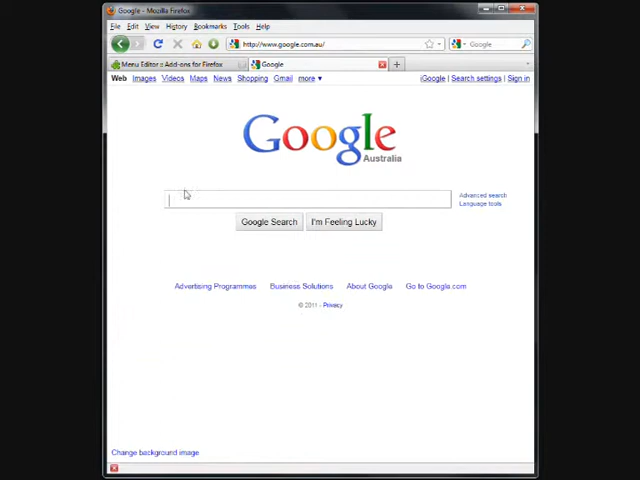 Google - Mozilla Firefox
File Edit View History Bookmarks Tools Help
http://www.google.com.au/ Google
Menu Editor :: Add-ons for Firefox Google
Web Images Videos Maps News Shopping Gmail more ▼ iGoogle | Search settings | Sign in
Google
Australia
Advanced search
Language tools
Google Search I'm Feeling Lucky
Advertising Programmes Business Solutions About Google Go to Google.com
© 2011 - Privacy
Change background image